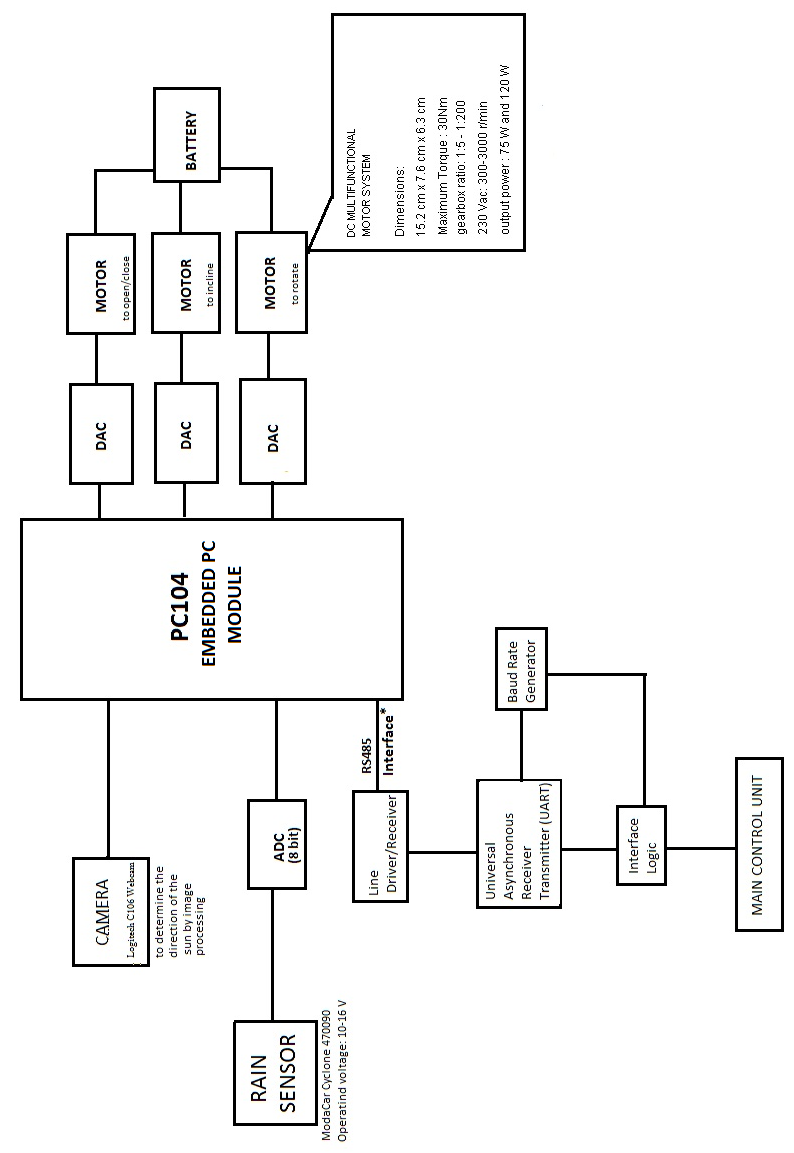 RAIN
SENSOR
ModaCar Cyclone 470090
Operatind voltage: 10-16 V
CAMERA
Logitech C106 Webcam
to determine the
direction of the
sun by image
processing
ADC
(8 bit)
RS485
Interface*
Line
Driver/Receiver
Universal
Asynchronous
Receiver
Transmitter (UART)
Baud Rate
Generator
Interface
Logic
MAIN CONTROL UNIT
PC104
EMBEDDED PC
MODULE
DAC
DAC
DAC
MOTOR
to open/close
MOTOR
to incline
MOTOR
to rotate
BATTERY
DC MULTIFUNCTIONAL
MOTOR SYSTEM
Dimensions:
15.2 cm x 7.6 cm x 6.3 cm
Maximum Torque : 30Nm
gearbox ratio: 1:5 - 1:200
230 Vac: 300-3000 r/min
output power : 75 W and 120 W